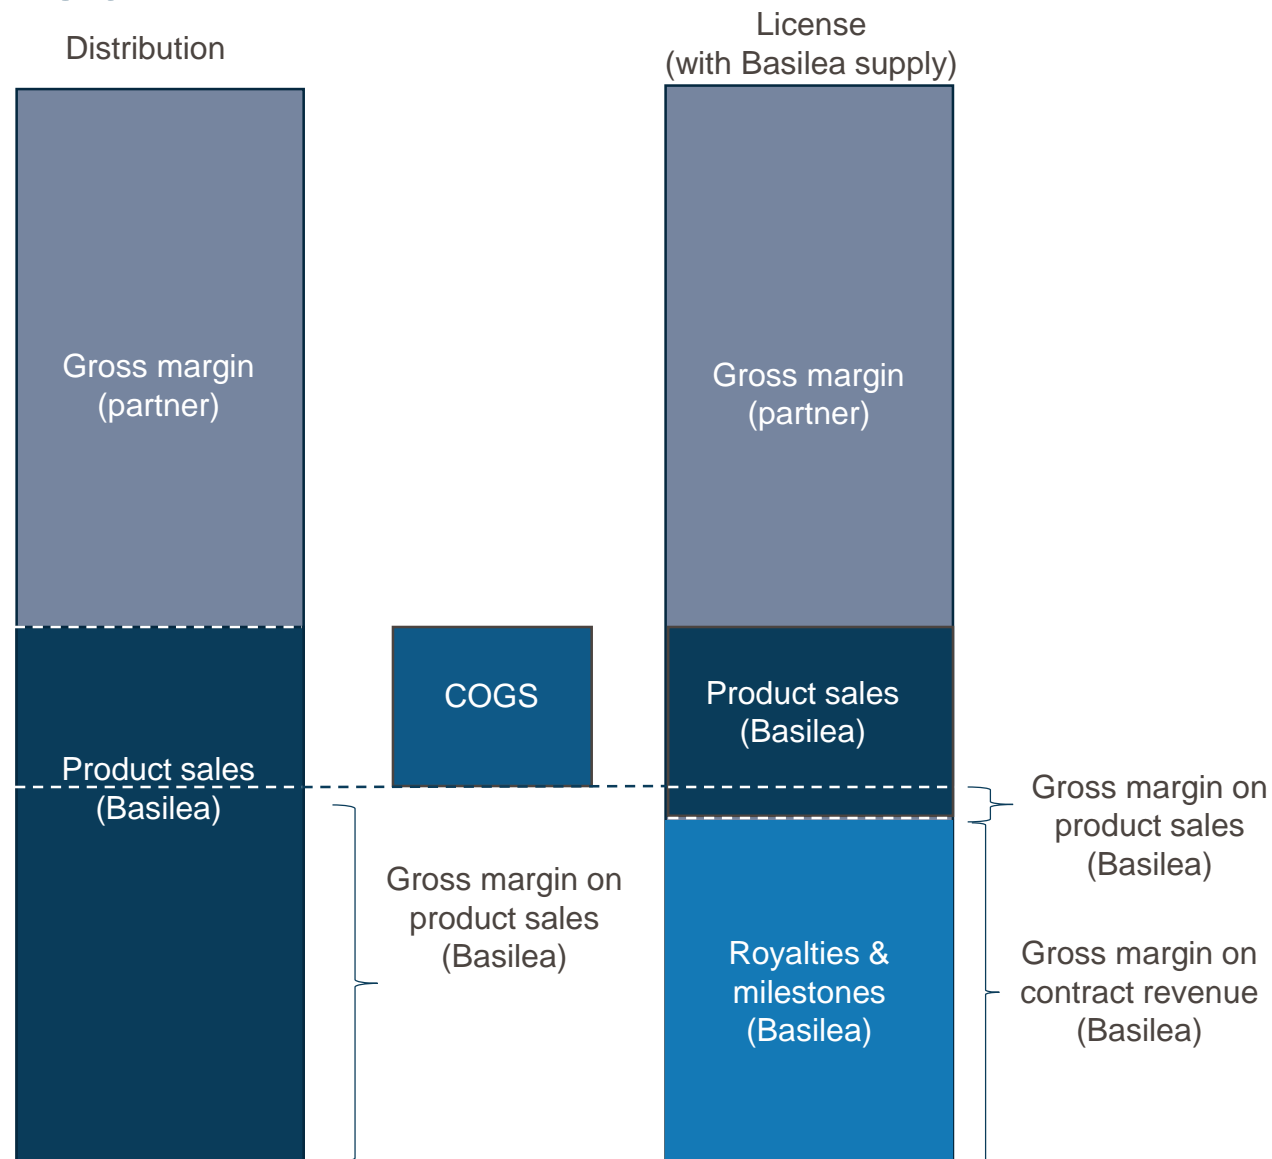 Distribution
License
(with Basilea supply)
Gross margin
(partner)
Gross margin
(partner)
COGS
Product sales
(Basilea)
Product sales
(Basilea)
Gross margin on
product sales
(Basilea)
Gross margin on
product sales
(Basilea)
Royalties &
milestones
(Basilea)
Gross margin on
contract revenue
(Basilea)